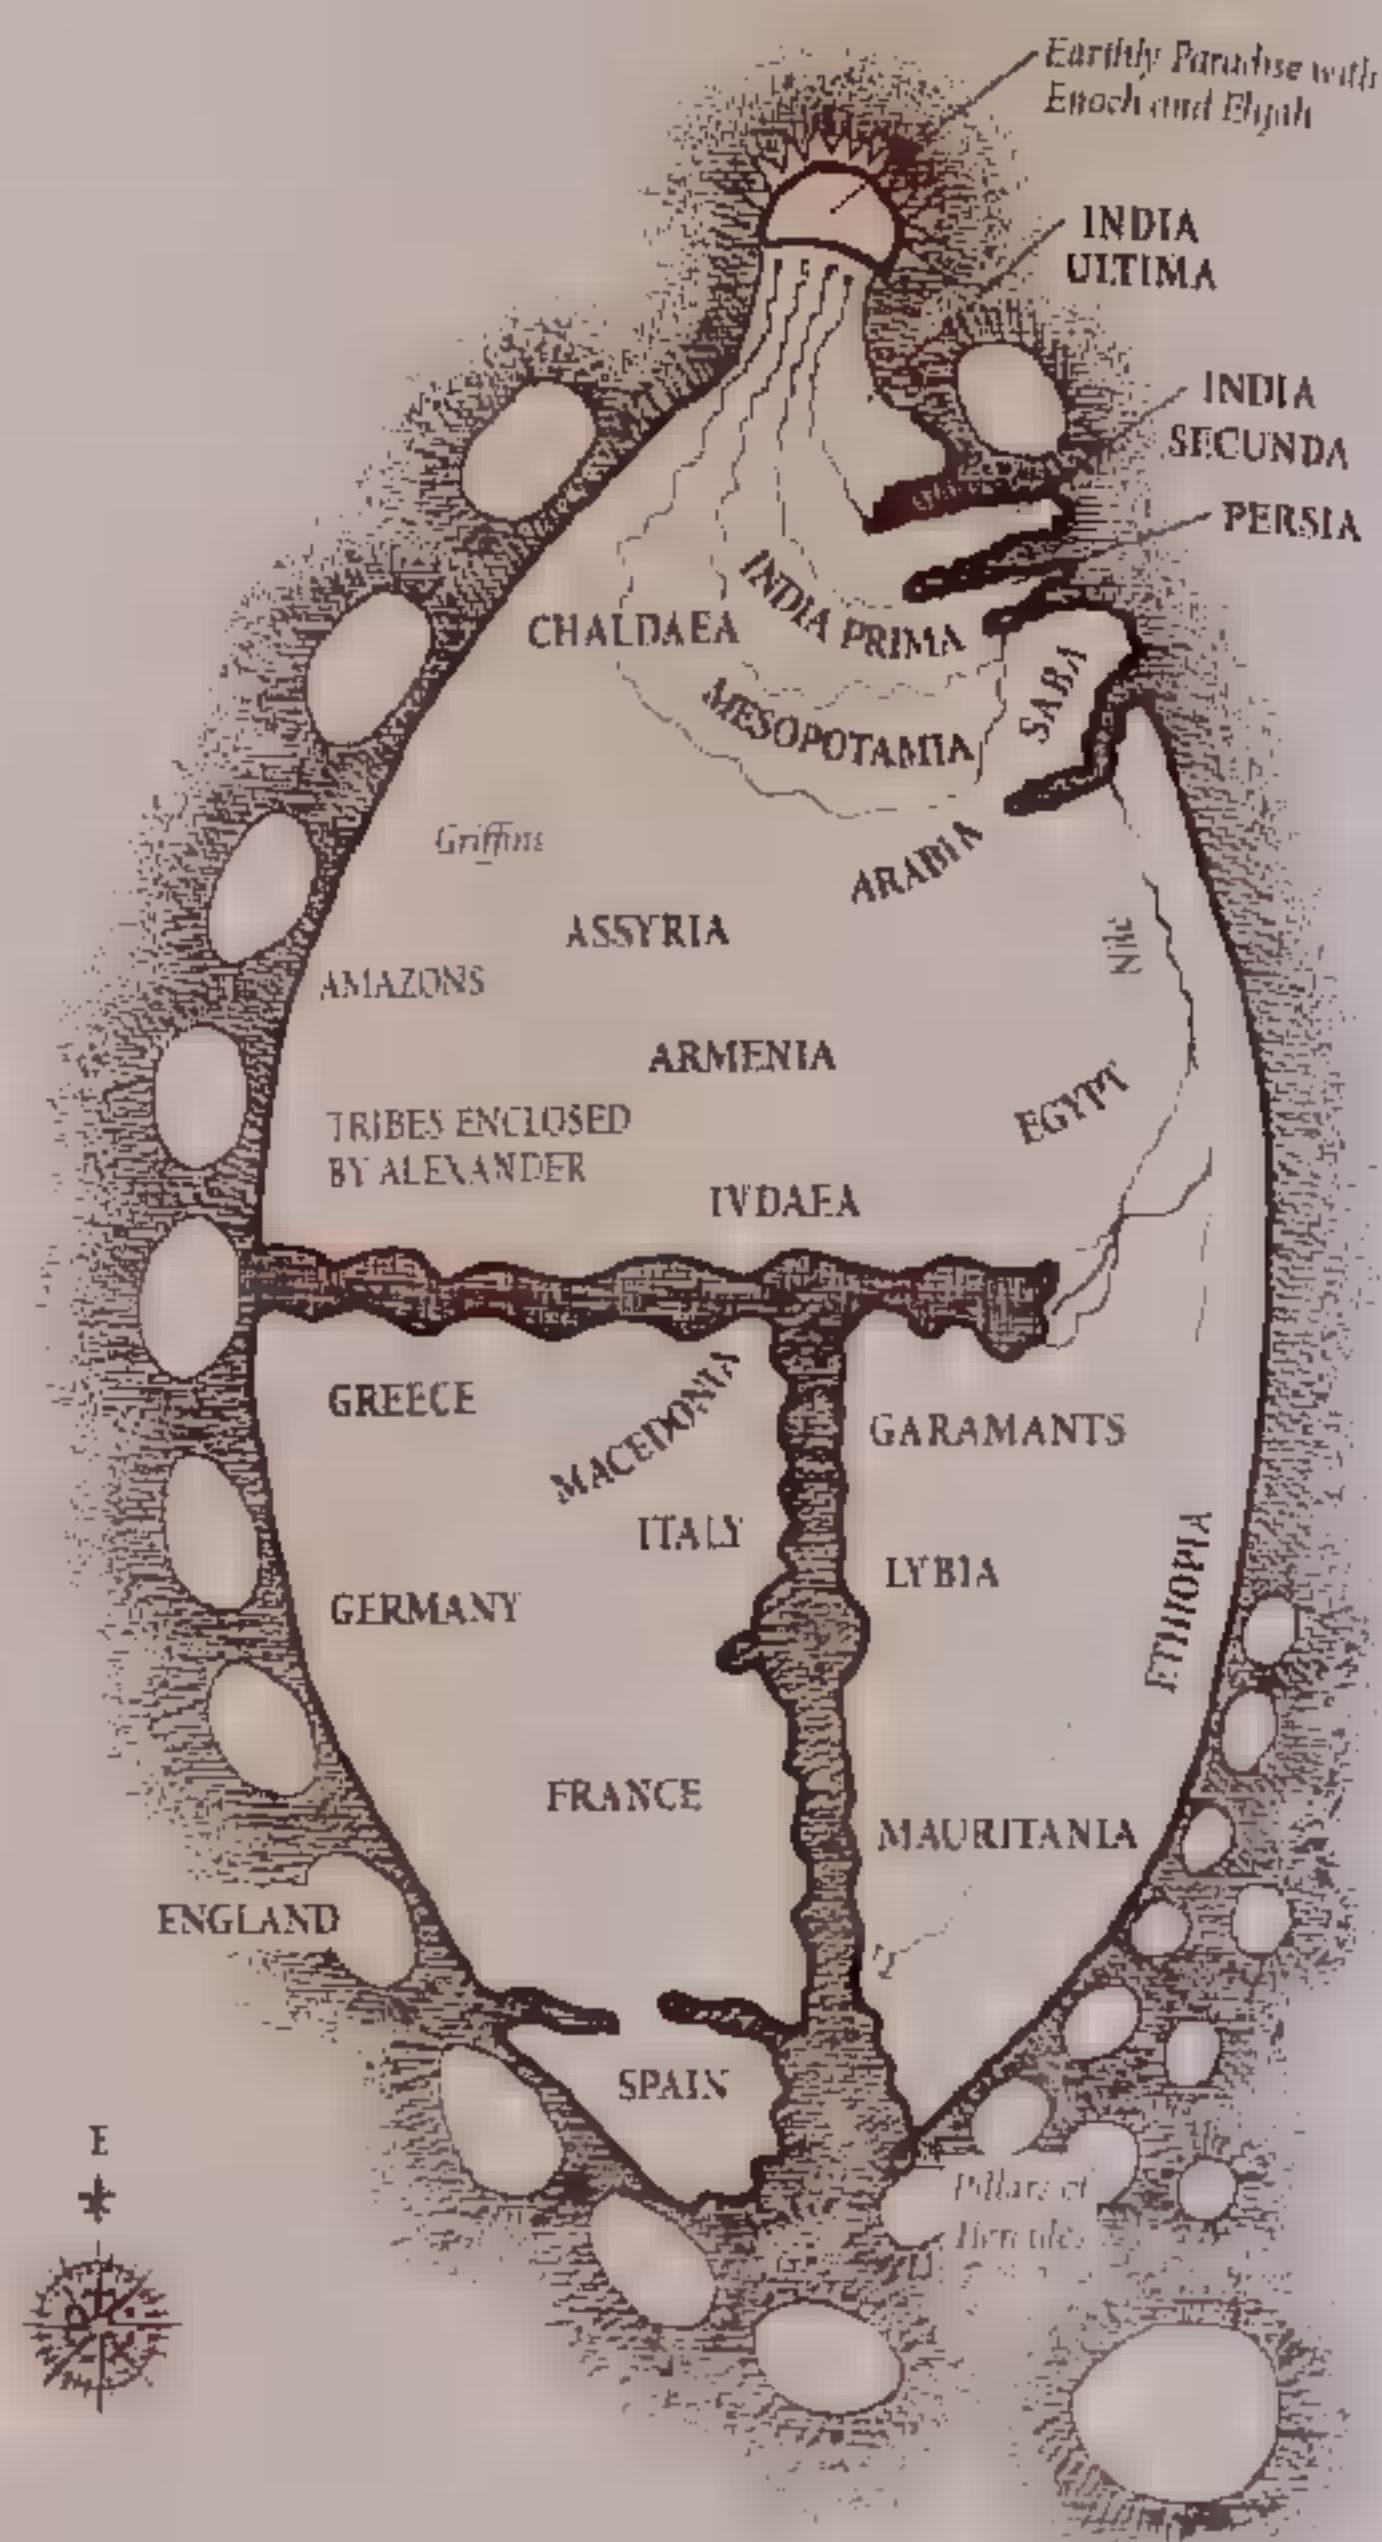 Earthly Paradise with
Enoch and Elijah
INDIA
ULTIMA
INDIA
SECUNDA
PERSIA
CHALDAEA
INDIA PRIMA
SABA
MESOPOTAMIA
Griffins
ARABIA
ASSYRIA
Nile
AMAZONS
ARMENIA
EGYPT
TRIBES ENCLOSED
BY ALEXANDER
IVDAEA
GREECE
MACEDONIA
GARAMANTS
ITALY
LYBIA
GERMANY
ETHIOPIA
FRANCE
MAURITANIA
ENGLAND
SPAIN
E
Pillars of
Hercules